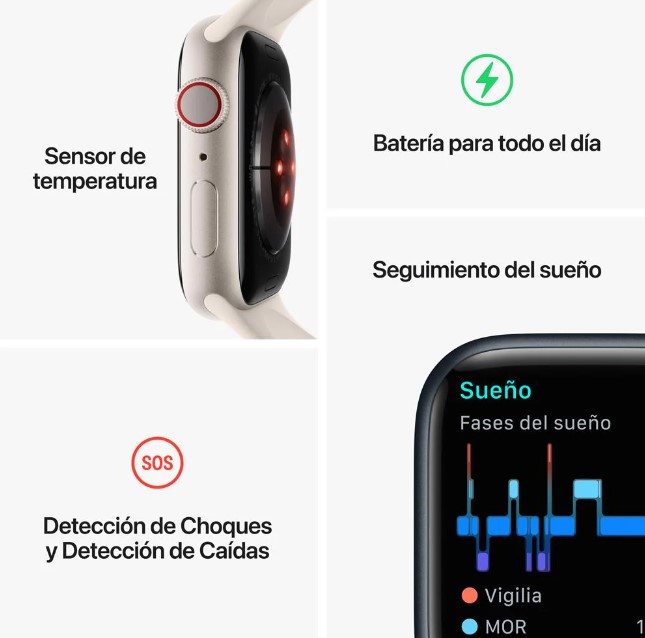 Sensor de
temperatura
Batería para todo el día
Seguimiento del sueño
Sueño
Fases del sueño
Vigilia
MOR
1
SOS
Detección de Choques
y Detección de Caídas